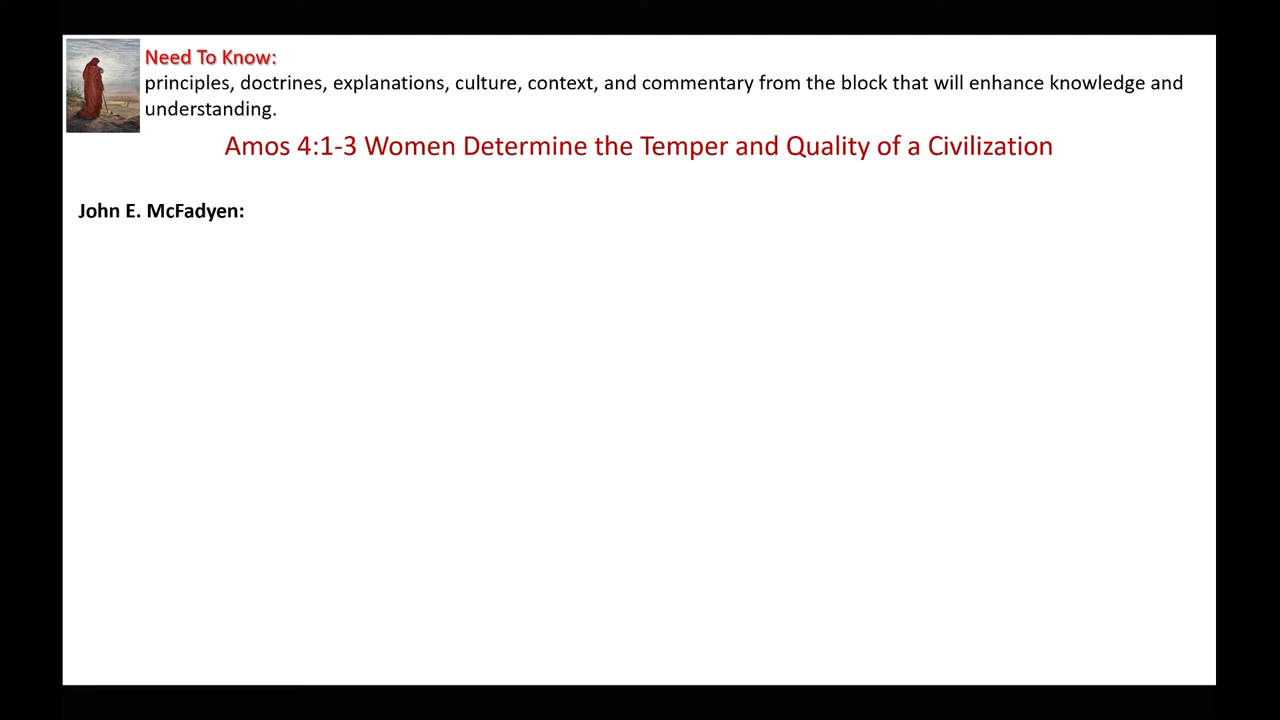 Need To Know:
principles, doctrines, explanations, culture, context, and commentary from the block that will enhance knowledge and
understanding.
Amos 4:1-3 Women Determine the Temper and Quality of a Civilization
John E. McFadyen: